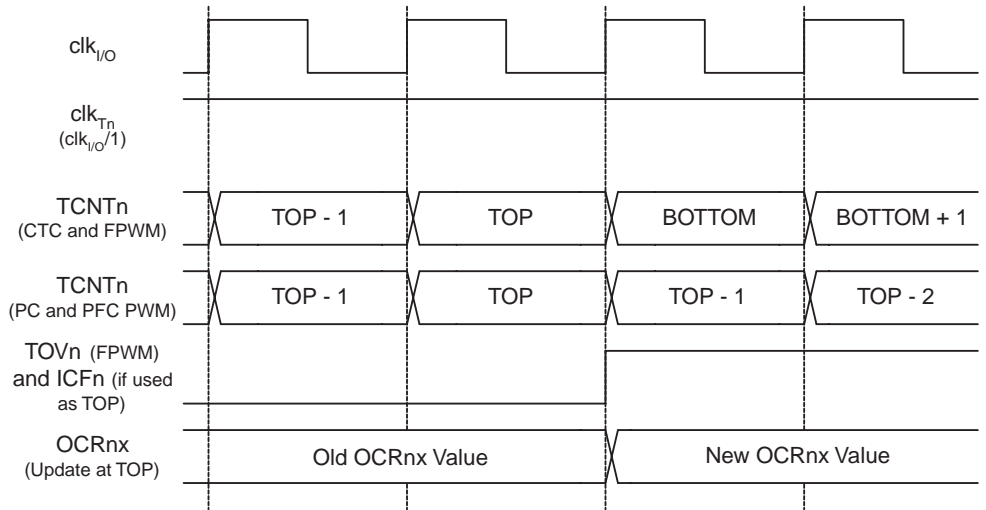 clkI/O
clkTn
(clkI/O/1)
TCNTn
(CTC and FPWM)
TOP - 1
TOP
BOTTOM
BOTTOM + 1
TCNTn
(PC and PFC PWM)
TOP - 1
TOP
TOP - 1
TOP - 2
TOVn (FPWM)
and ICFn (if used
as TOP)
OCRnx
(Update at TOP)
Old OCRnx Value
New OCRnx Value